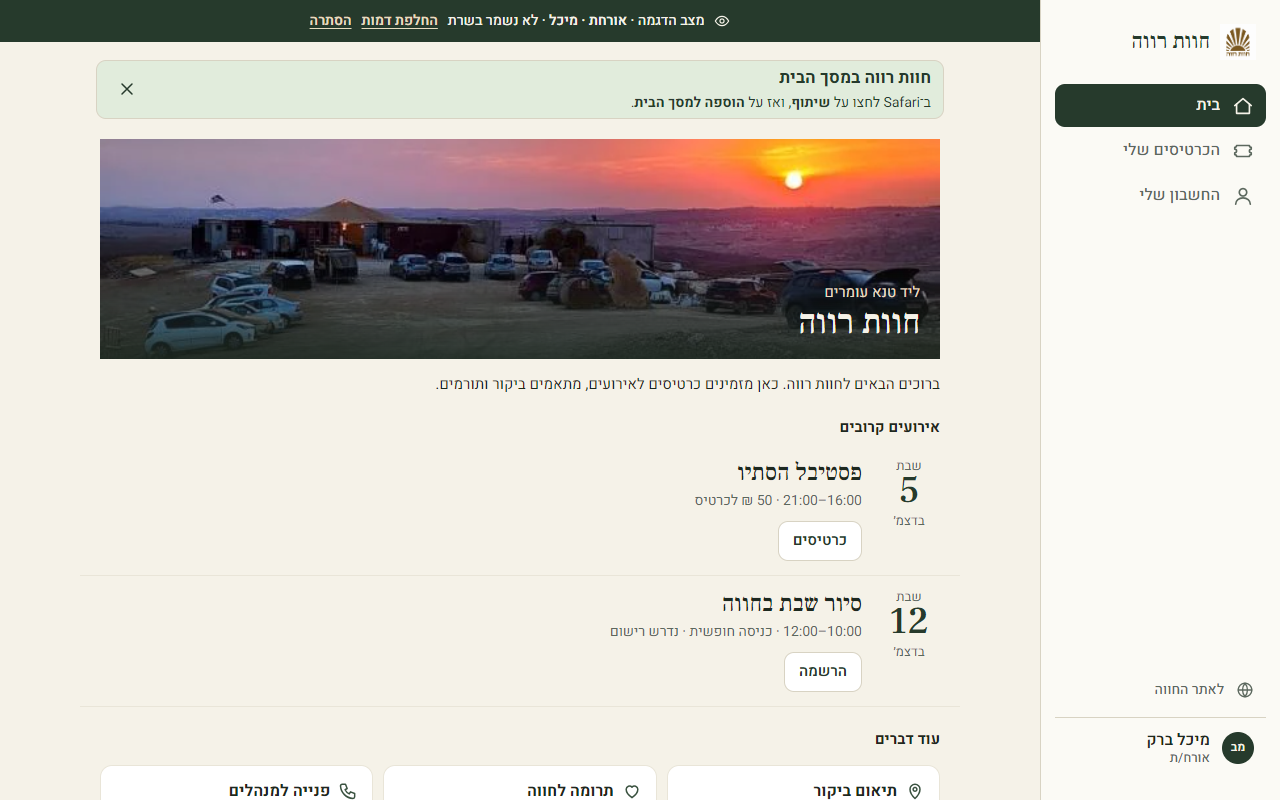 חוות רווה
בית
הכרטיסים שלי
החשבון שלי
לאתר החווה
מב
מיכל ברק
אורח/ת
מצב הדגמה · אורחת · מיכל · לא נשמר בשרת החלפת דמות הסתרה
חוות רווה במסך הבית
ב־Safari לחצו על שיתוף, ואז על הוספה למסך הבית.
ליד טנא עומרים
חוות רווה
ברוכים הבאים לחוות רווה. כאן מזמינים כרטיסים לאירועים, מתאמים ביקור ותורמים.
אירועים קרובים
שבת
5
בדצמ׳
פסטיבל הסתיו
16:00–21:00 · 50 ₪ לכרטיס
כרטיסים
שבת
12
בדצמ׳
סיור שבת בחווה
10:00–12:00 · כניסה חופשית · נדרש רישום
הרשמה
עוד דברים
תיאום ביקור
תרומה לחווה
פנייה למנהלים